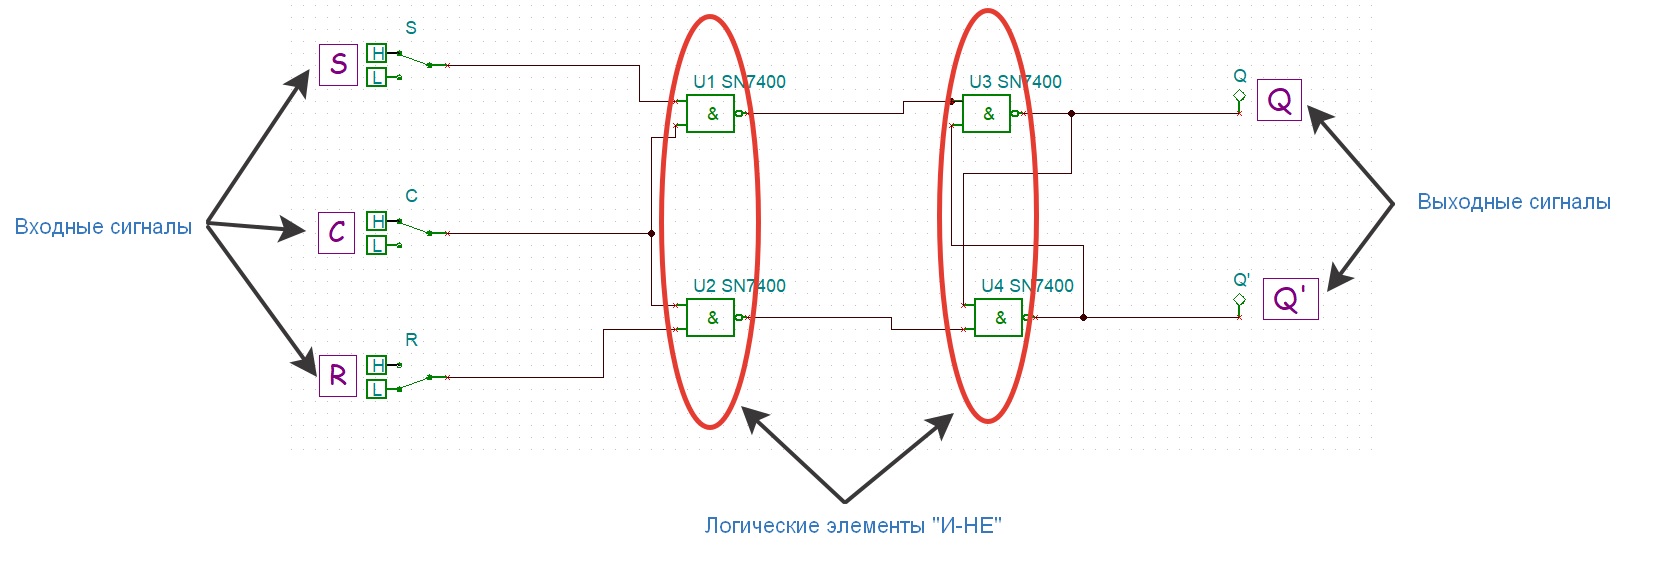 S
S
H
L
U1 SN7400
&
U3 SN7400
&
Q
Q
Входные сигналы
C
C
H
L
Выходные сигналы
U2 SN7400
&
U4 SN7400
&
Q'
Q'
R
R
H
L
Логические элементы "И-НЕ"